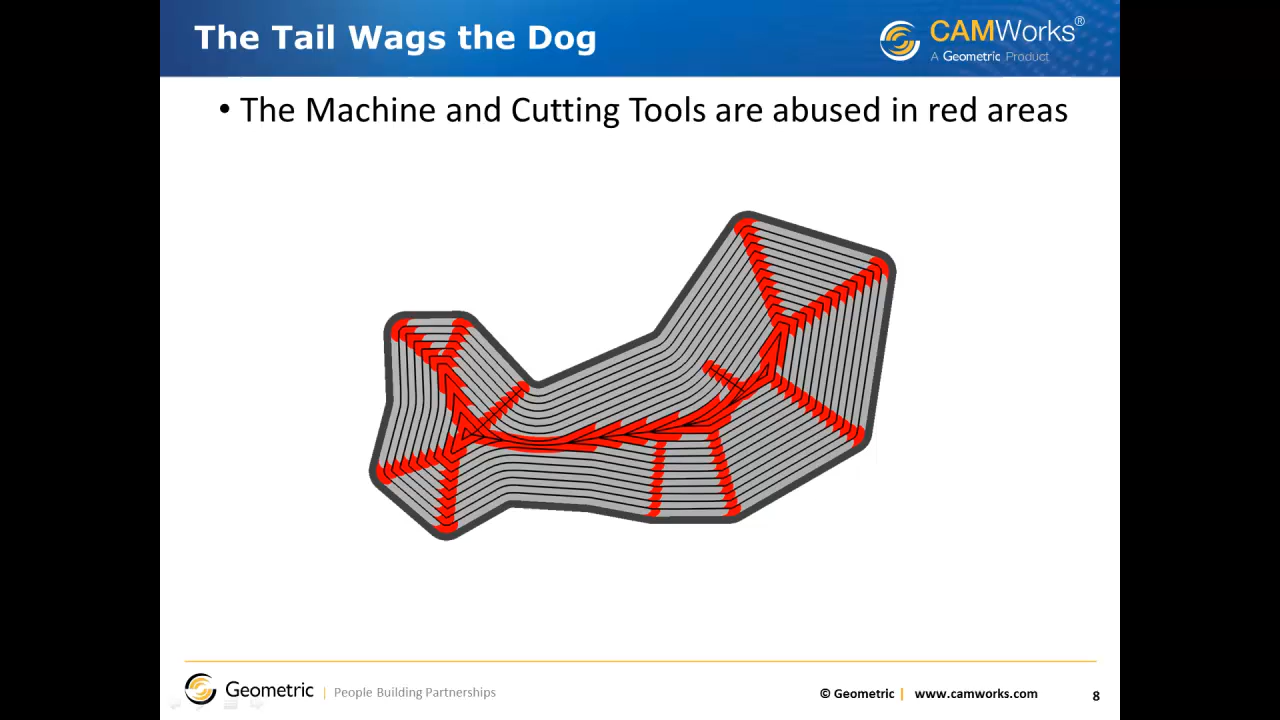 The Tail Wags the Dog
CAMWorks®
A Geometric Product
• The Machine and Cutting Tools are abused in red areas
Geometric | People Building Partnerships
© Geometric | www.camworks.com
8